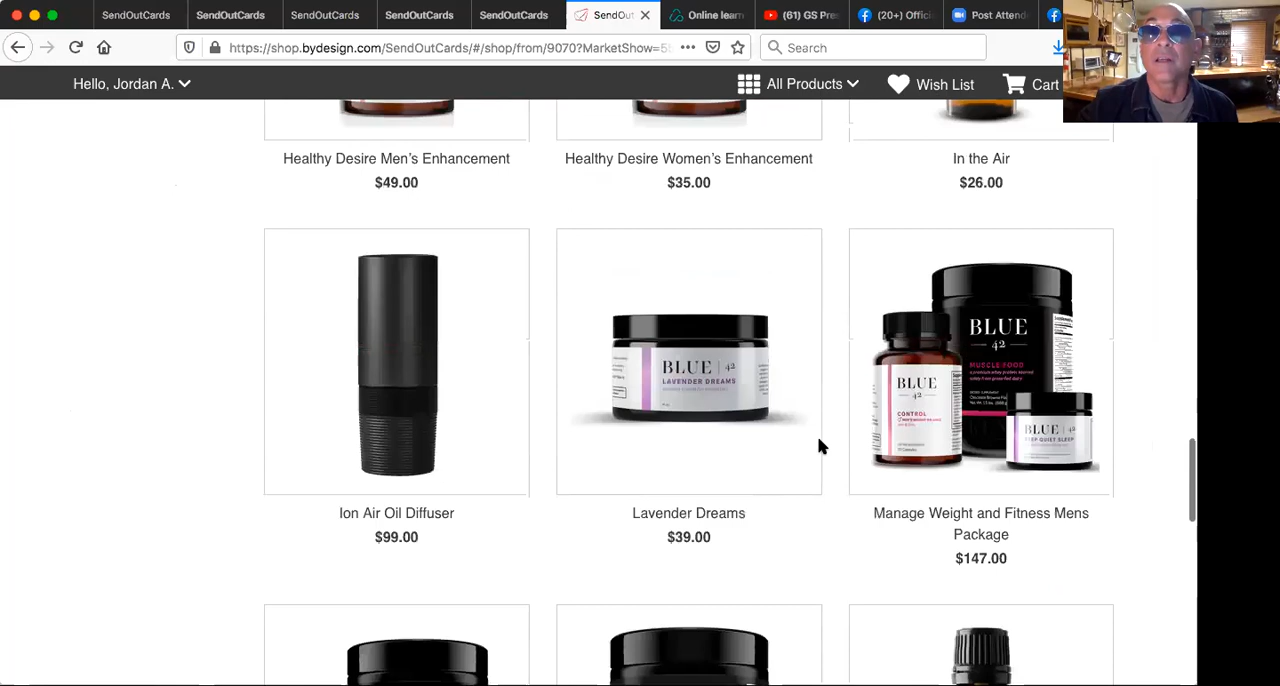 SendOutCards
SendOutCards
SendOutCards
SendOutCards
SendOutCards
SendOut
Online learn
(61) GS Pres
(20+) Offici
Post Attend
https://shop.bydesign.com/SendOutCards/#/shop/from/9070?MarketShow=5
Search
Hello, Jordan A.
All Products
Wish List
Cart
Healthy Desire Men's Enhancement
$49.00
Healthy Desire Women's Enhancement
$35.00
In the Air
$26.00
BLUE 42
LAVENDER DREAMS
BLUE
42
MUSCLE FOOD
BLUE
42
CONTROL
BLUE 42
DEEP QUIET SLEEP
Ion Air Oil Diffuser
$99.00
Lavender Dreams
$39.00
Manage Weight and Fitness Mens
Package
$147.00